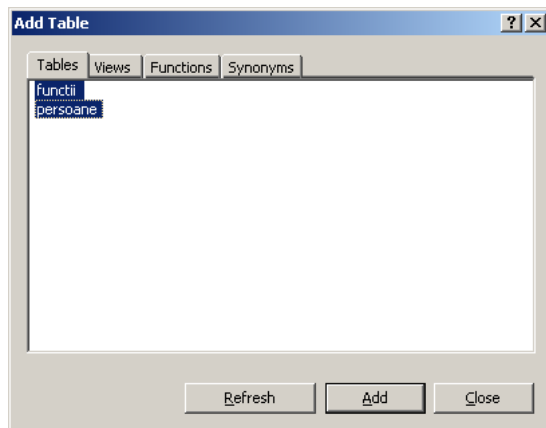 Add Table
Tables Views Functions Synonyms
functii
persoane
Refresh Add Close